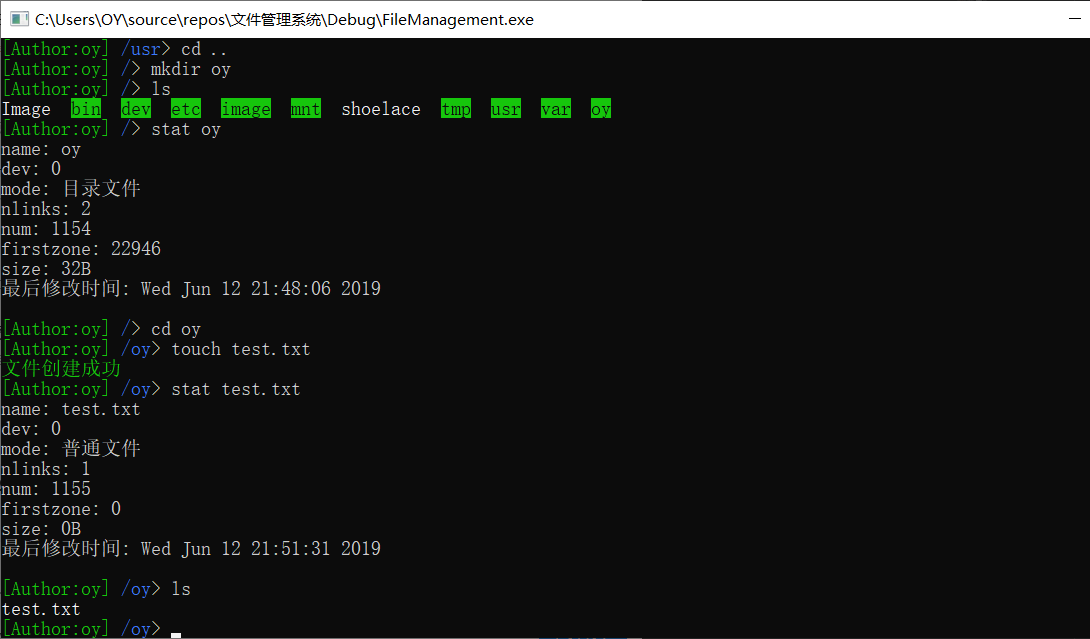 C:\Users\OY\source\repos\文件管理系统\Debug\FileManagement.exe
[Author:oy] /usr> cd ..
[Author:oy] /> mkdir oy
[Author:oy] /> ls
Image bin dev etc image mnt shoelace tmp usr var oy
[Author:oy] /> stat oy
name: oy
dev: 0
mode: 目录文件
nlinks: 2
num: 1154
firstzone: 22946
size: 32B
最后修改时间: Wed Jun 12 21:48:06 2019
[Author:oy] /> cd oy
[Author:oy] /oy> touch test.txt
文件创建成功
[Author:oy] /oy> stat test.txt
name: test.txt
dev: 0
mode: 普通文件
nlinks: 1
num: 1155
firstzone: 0
size: 0B
最后修改时间: Wed Jun 12 21:51:31 2019
[Author:oy] /oy> ls
test.txt
[Author:oy] /oy>